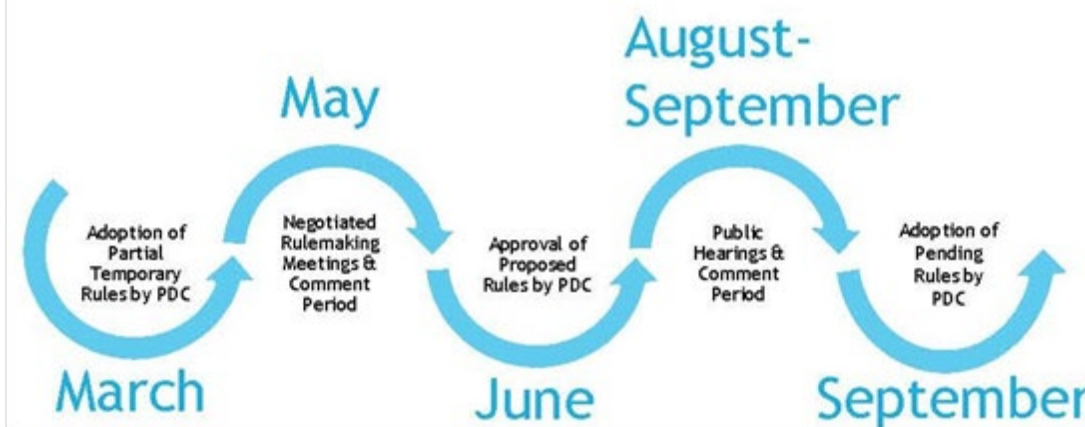 March
Adoption of
Partial
Temporary
Rules by PDC
May
Negotiated
Rulemaking
Meetings &
Comment
Period
June
Approval of
Proposed
Rules by PDC
August-
September
Public
Hearings &
Comment
Period
September
Adoption of
Pending
Rules by
PDC